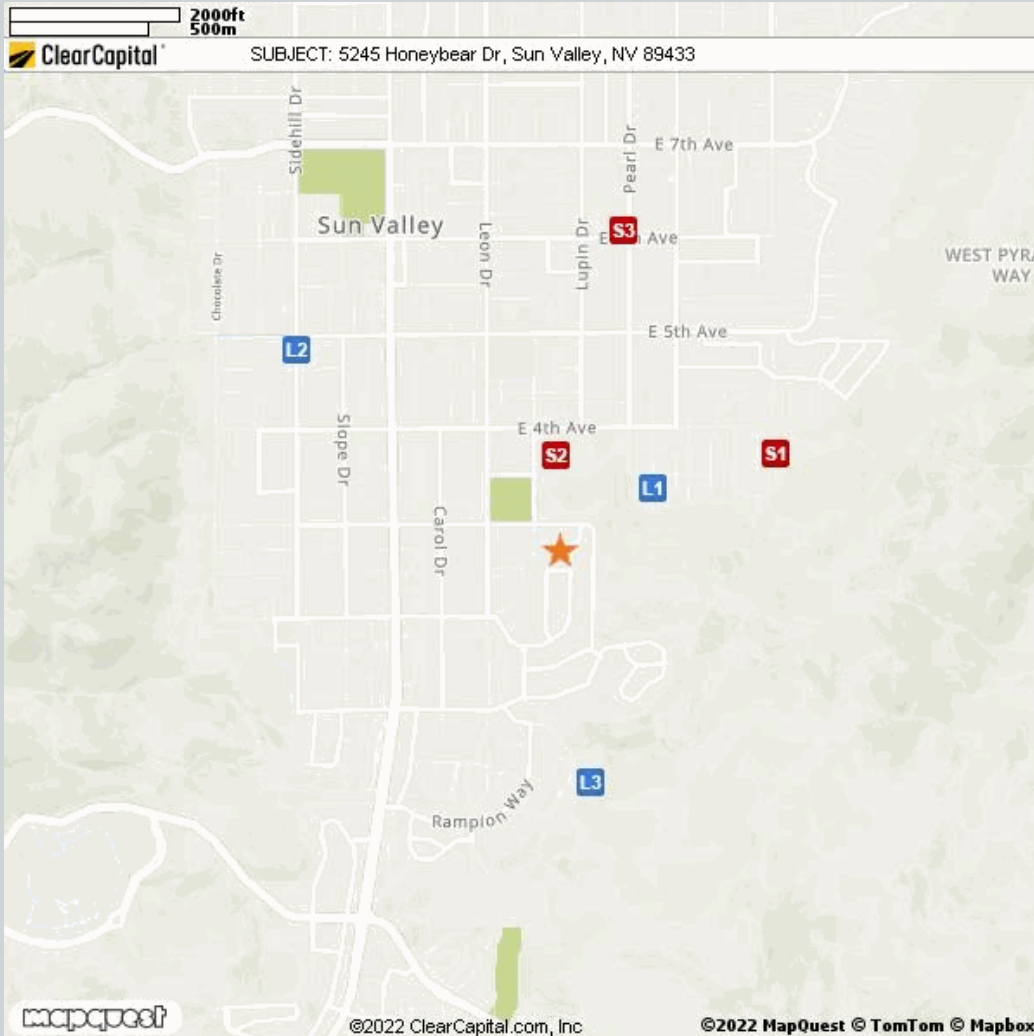 2000ft
500m
ClearCapital
SUBJECT: 5245 Honeybear Dr, Sun Valley, NV 89433
Sidehill Dr
E 7th Ave
Pearl Dr
Sun Valley
Leon Dr
Lupin Dr
S3
E Ave
WEST PYRA
WAY
Chocolate Dr
E 5th Ave
L2
Slope Dr
E 4th Ave
S2
S1
L1
Carol Dr
L3
Rampion Way
mapquest
©2022 ClearCapital.com, Inc
©2022 MapQuest © TomTom © Mapbox